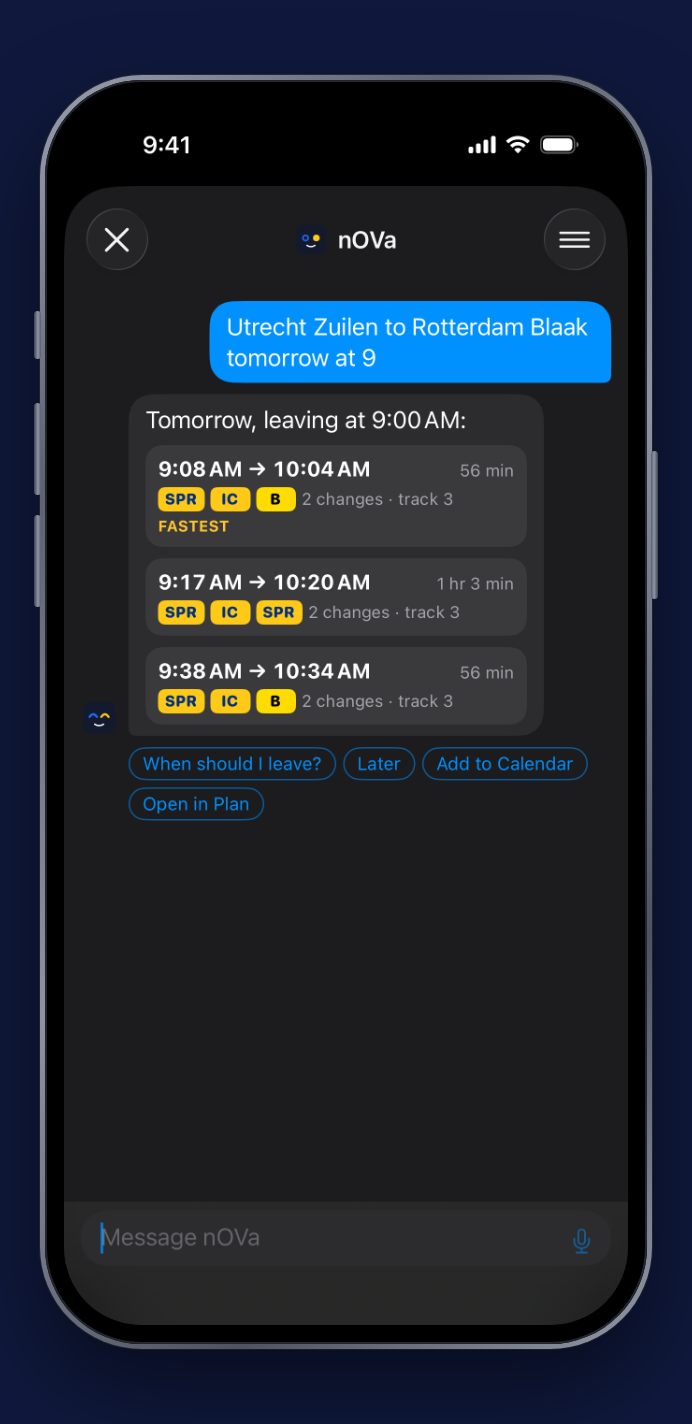 9:41
nOVa
Utrecht Zuilen to Rotterdam Blaak
tomorrow at 9
Tomorrow, leaving at 9:00 AM:
9:08 AM → 10:04 AM 56 min
SPR IC B 2 changes · track 3
FASTEST
9:17 AM → 10:20 AM 1 hr 3 min
SPR IC SPR 2 changes · track 3
9:38 AM → 10:34 AM 56 min
SPR IC B 2 changes · track 3
When should I leave? Later Add to Calendar
Open in Plan
Message nOVa